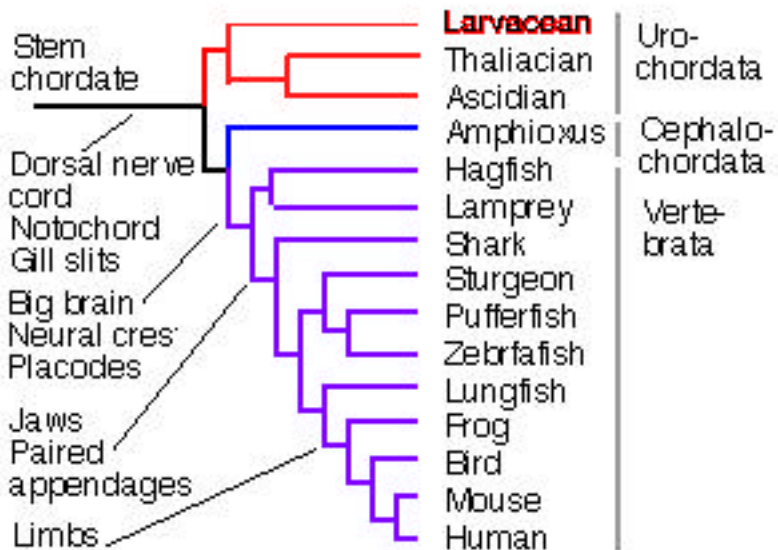 Stem
chordate
Dorsal nerve
cord
Notochord
Gill slits
Big brain
Neural cres
Placodes
Jaws
Paired
appendages
Limbs
Larvacean
Thaliacian
Ascidian
Amphioxus
Hagfish
Lamprey
Shark
Sturgeon
Pufferfish
Zebrfafish
Lungfish
Frog
Bird
Mouse
Human
Uro-
chordata
Cephalo-
chordata
Verte-
brata